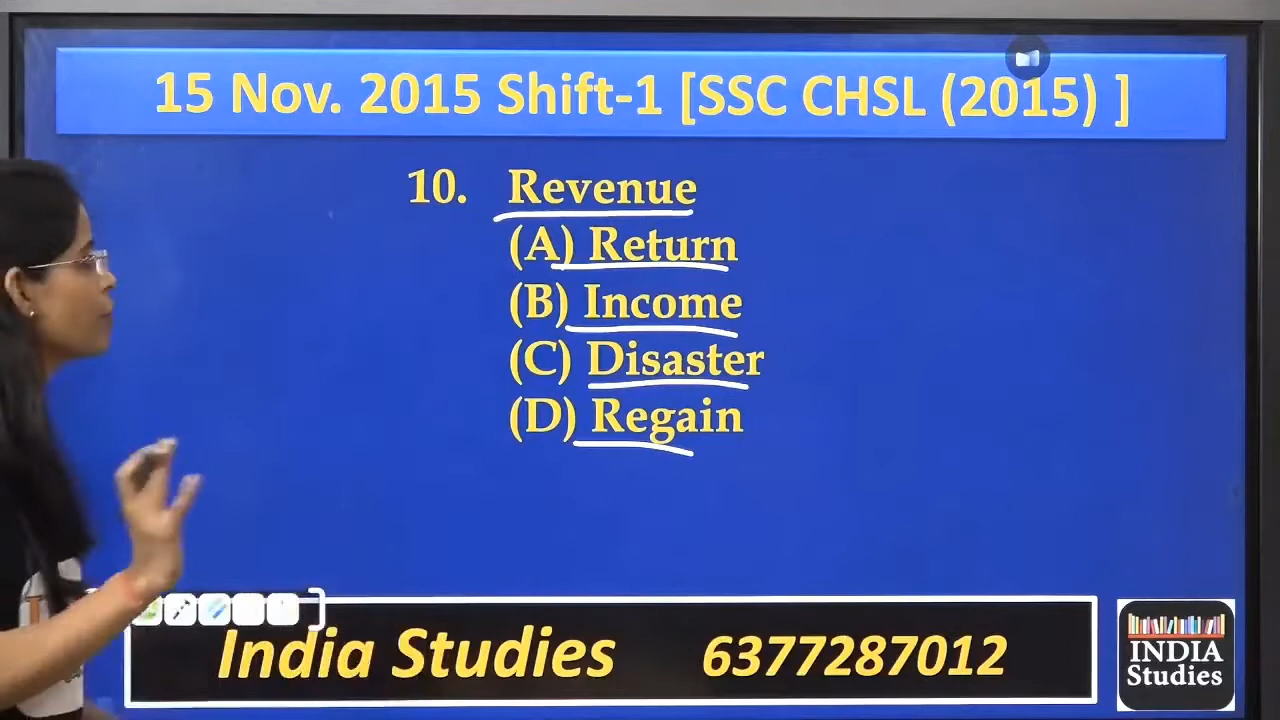 15 Nov. 2015 Shift-1 [SSC CHSL (2015) ]
10. Revenue
(A) Return
(B) Income
(C) Disaster
(D) Regain
India Studies 6377287012
INDIA
Studies